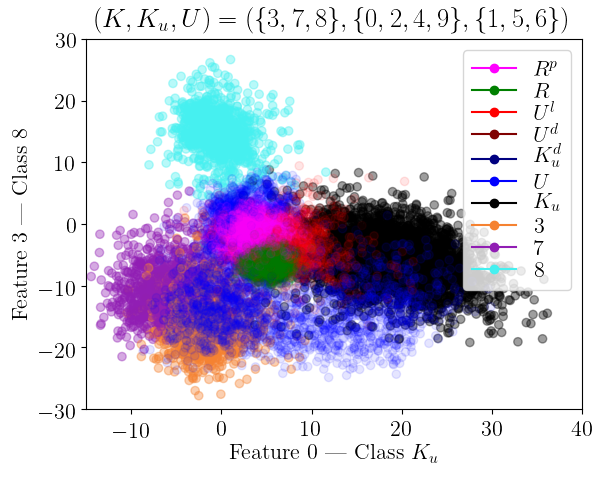 (K, K_u, U) = ({3, 7, 8}, {0, 2, 4, 9}, {1, 5, 6})
30
20
10
0
−10
−20
−30
Feature 3 — Class 8
R^p
R
U^l
U^d
K_u^d
U
K_u
3
7
8
−10 0 10 20 30 40
Feature 0 — Class K_u